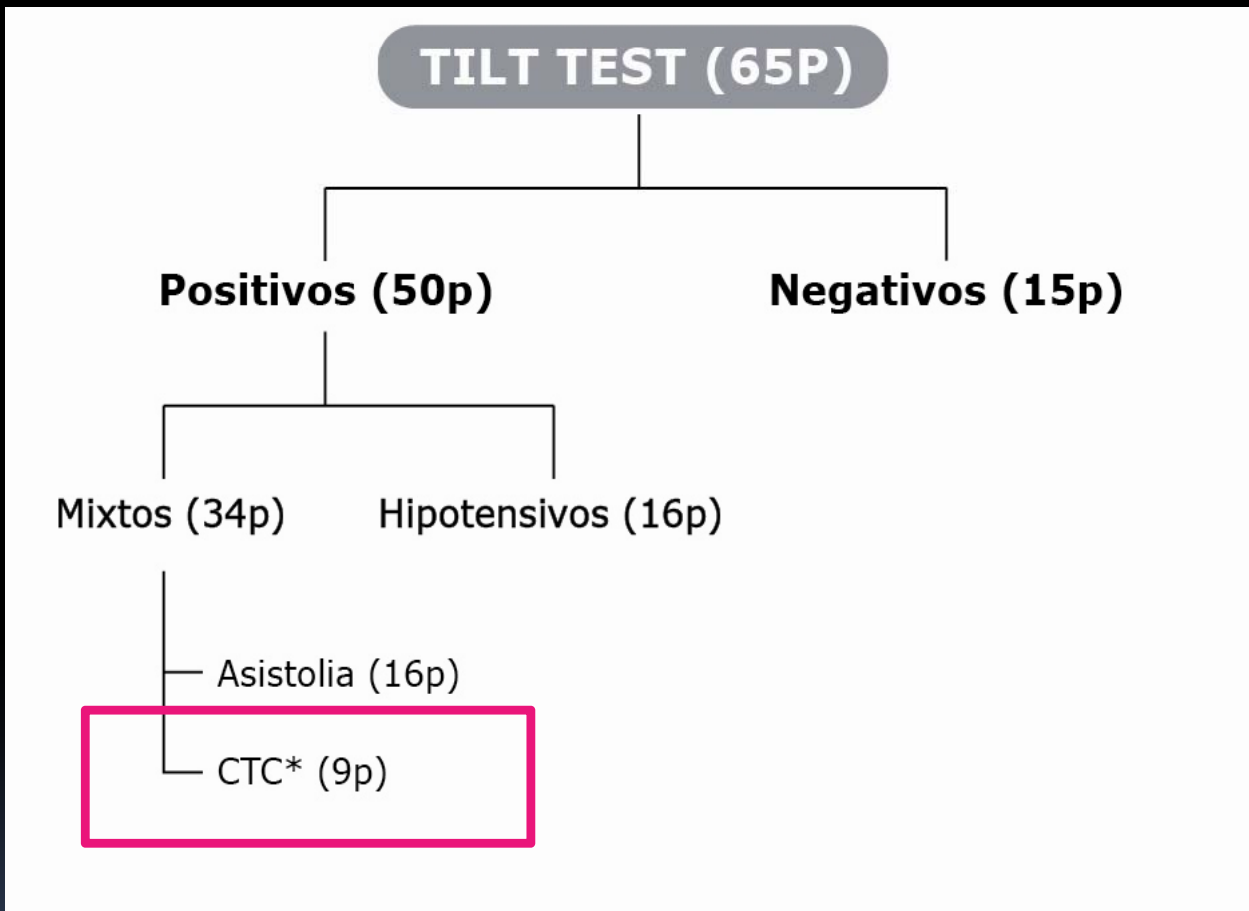 TILT TEST (65P)
Positivos (50p)
Negativos (15p)
Mixtos (34p)
Hipotensivos (16p)
Asistolia (16p)
CTC* (9p)